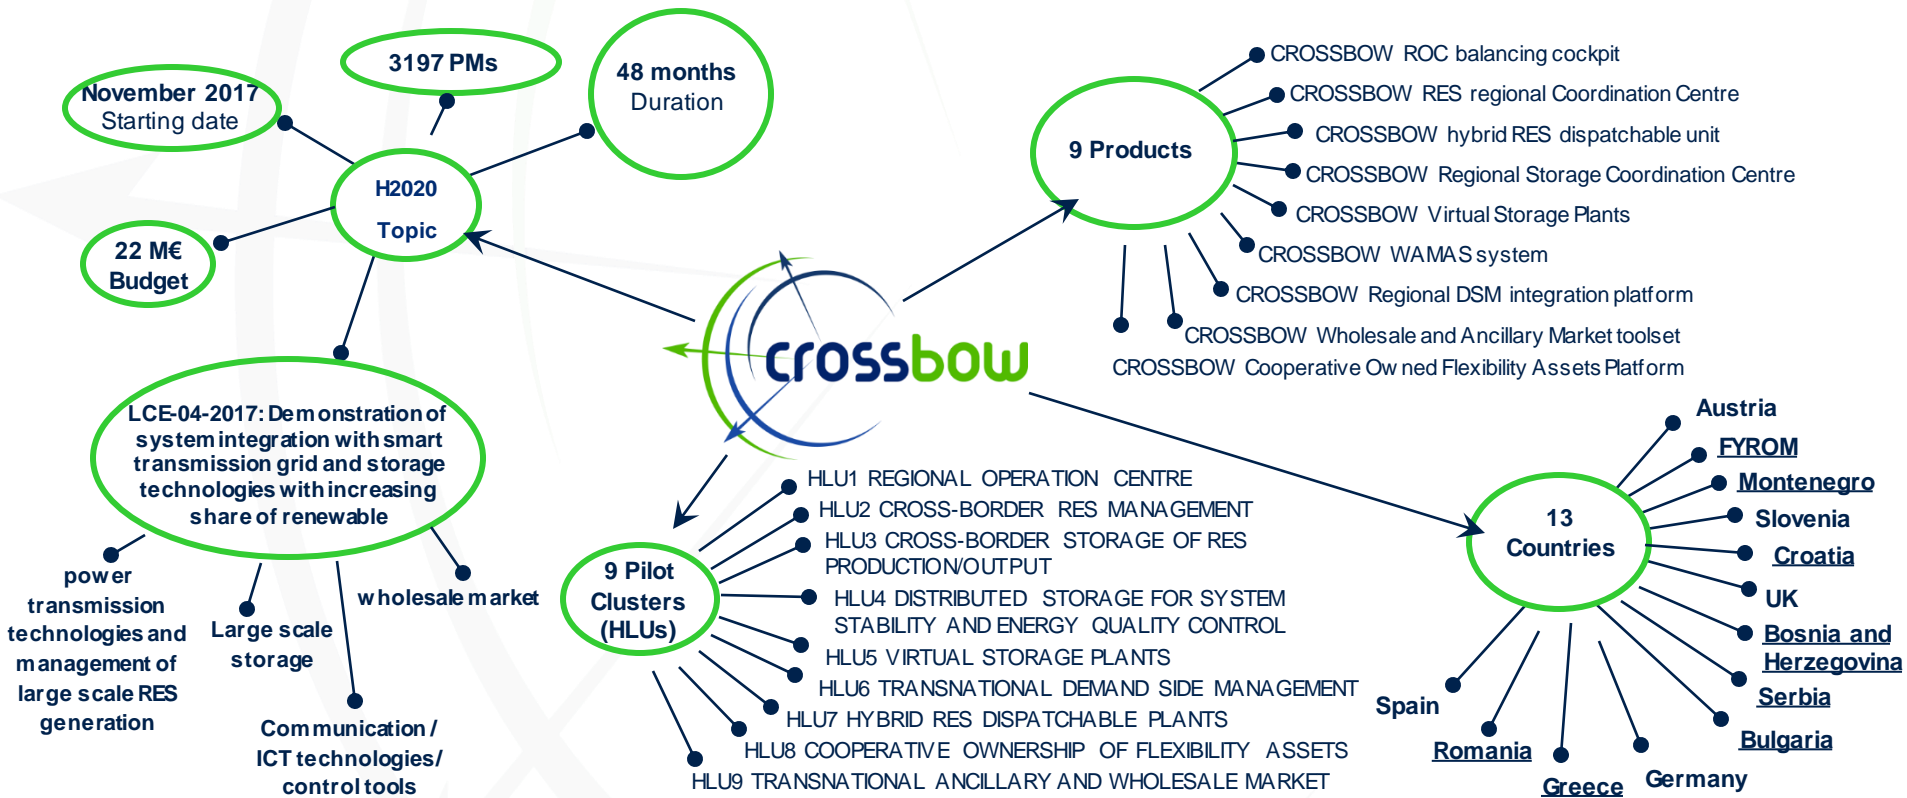 3197 PMs
48 months
Duration
November 2017
Starting date
H2020
Topic
22 M€
Budget
LCE-04-2017: Demonstration of
system integration with smart
transmission grid and storage
technologies with increasing
share of renewable
power
transmission
technologies and
management of
large scale RES
generation
Large scale
storage
Communication /
ICT technologies/
control tools
wholesale market
crossbow
9 Products
CROSSBOW ROC balancing cockpit
CROSSBOW RES regional Coordination Centre
CROSSBOW hybrid RES dispatchable unit
CROSSBOW Regional Storage Coordination Centre
CROSSBOW Virtual Storage Plants
CROSSBOW WAMAS system
CROSSBOW Regional DSM integration platform
CROSSBOW Wholesale and Ancillary Market toolset
CROSSBOW Cooperative Owned Flexibility Assets Platform
9 Pilot
Clusters
(HLUs)
HLU1 REGIONAL OPERATION CENTRE
HLU2 CROSS-BORDER RES MANAGEMENT
HLU3 CROSS-BORDER STORAGE OF RES
PRODUCTION/OUTPUT
HLU4 DISTRIBUTED STORAGE FOR SYSTEM
STABILITY AND ENERGY QUALITY CONTROL
HLU5 VIRTUAL STORAGE PLANTS
HLU6 TRANSNATIONAL DEMAND SIDE MANAGEMENT
HLU7 HYBRID RES DISPATCHABLE PLANTS
HLU8 COOPERATIVE OWNERSHIP OF FLEXIBILITY ASSETS
HLU9 TRANSNATIONAL ANCILLARY AND WHOLESALE MARKET
13
Countries
Austria
FYROM
Montenegro
Slovenia
Croatia
UK
Bosnia and
Herzegovina
Serbia
Bulgaria
Germany
Greece
Romania
Spain